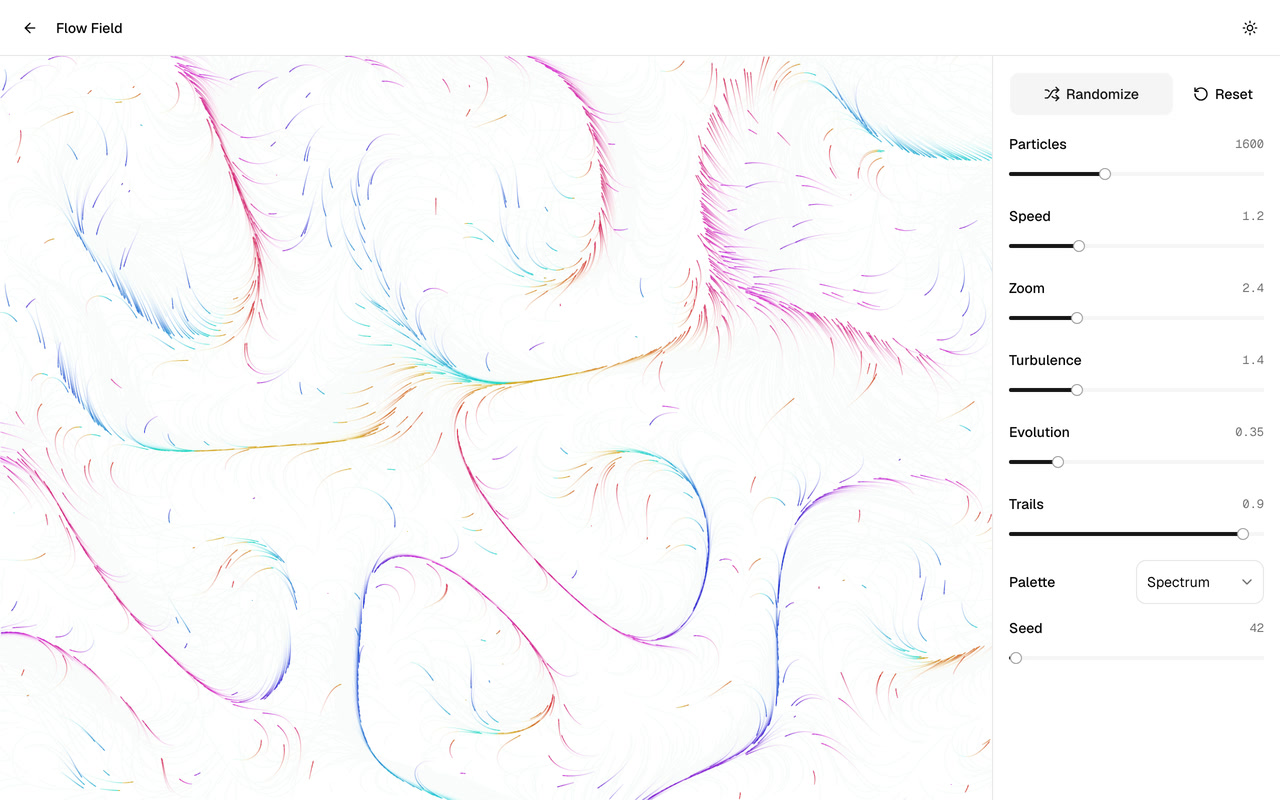 Flow Field
Randomize
Reset
Particles 1600
Speed 1.2
Zoom 2.4
Turbulence 1.4
Evolution 0.35
Trails 0.9
Palette Spectrum
Seed 42